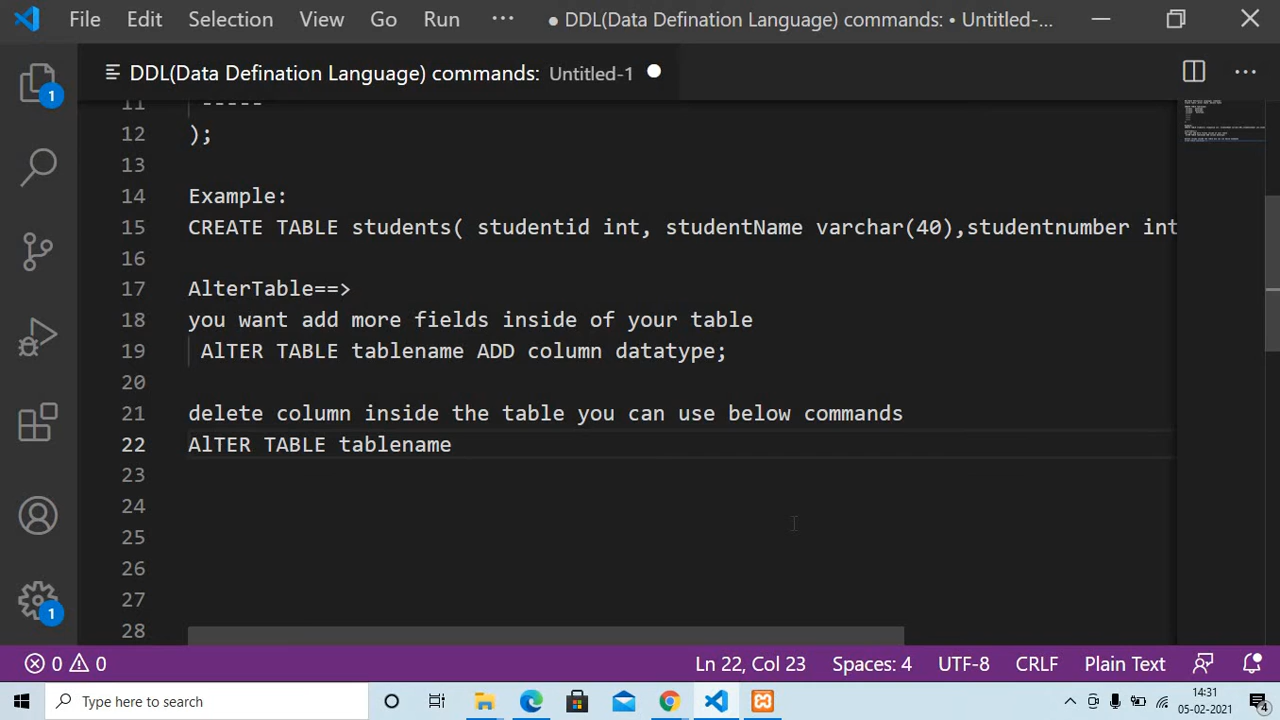 File Edit Selection View Go Run ··· ● DDL(Data Defination Language) commands: • Untitled-...
DDL(Data Defination Language) commands: Untitled-1
11 -----
12 );
13
14 Example:
15 CREATE TABLE students( studentid int, studentName varchar(40),studentnumber int
16
17 AlterTable==>
18 you want add more fields inside of your table
19 AlTER TABLE tablename ADD column datatype;
20
21 delete column inside the table you can use below commands
22 AlTER TABLE tablename
23
24
25
26
27
28
1
1
0 0 Ln 22, Col 23 Spaces: 4 UTF-8 CRLF Plain Text
Type here to search
14:31
05-02-2021
4